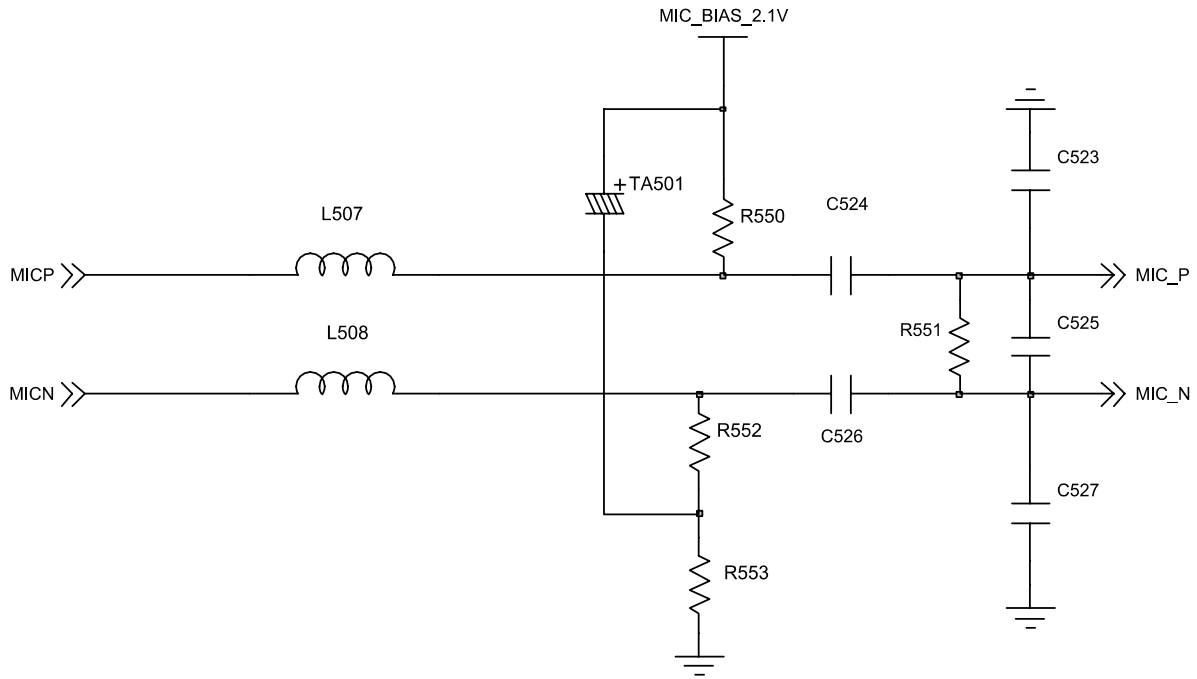 MIC_BIAS_2.1V
C523
+TA501
L507
R550
C524
MICP
MIC_P
L508
R551
C525
MICN
MIC_N
R552
C526
C527
R553